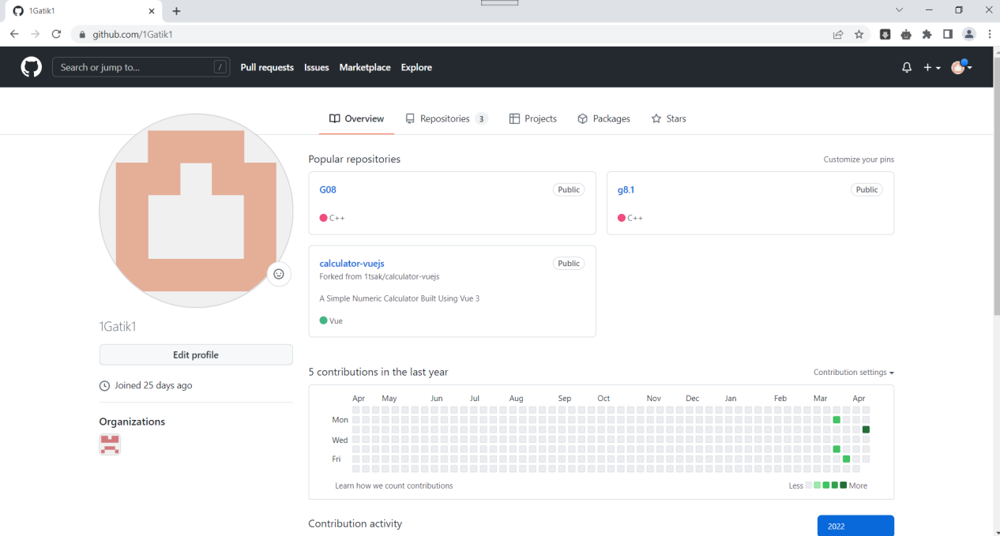 1Gatik1
github.com/1Gatik1
Search or jump to... /
Pull requests Issues Marketplace Explore
Overview Repositories 3 Projects Packages Stars
Popular repositories Customize your pins
G08 Public
C++
g8.1 Public
C++
calculator-vuejs Public
Forked from 1tsak/calculator-vuejs
A Simple Numeric Calculator Built Using Vue 3
Vue
1Gatik1
Edit profile
Joined 25 days ago
Organizations
5 contributions in the last year Contribution settings
Apr May Jun Jul Aug Sep Oct Nov Dec Jan Feb Mar Apr
Mon
Wed
Fri
Learn how we count contributions Less More
Contribution activity 2022